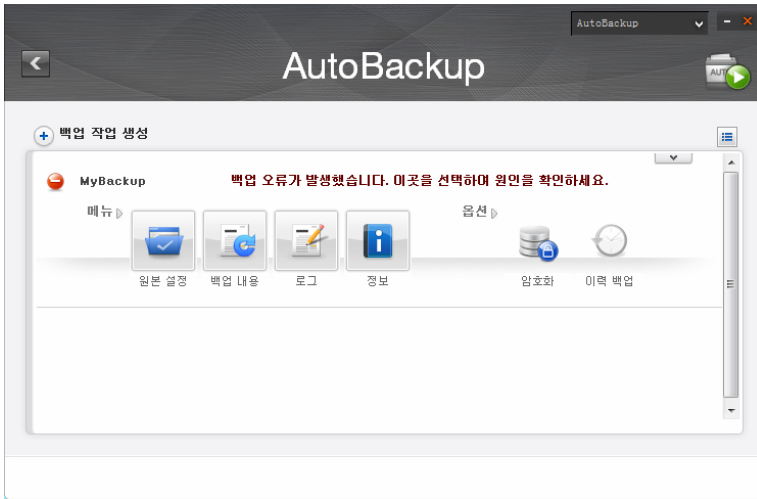 AutoBackup
AutoBackup
AUTO
백업 작업 생성
MyBackup
백업 오류가 발생했습니다. 이곳을 선택하여 원인을 확인하세요.
메뉴
옵션
원본 설정
백업 내용
로그
정보
암호화
이력 백업